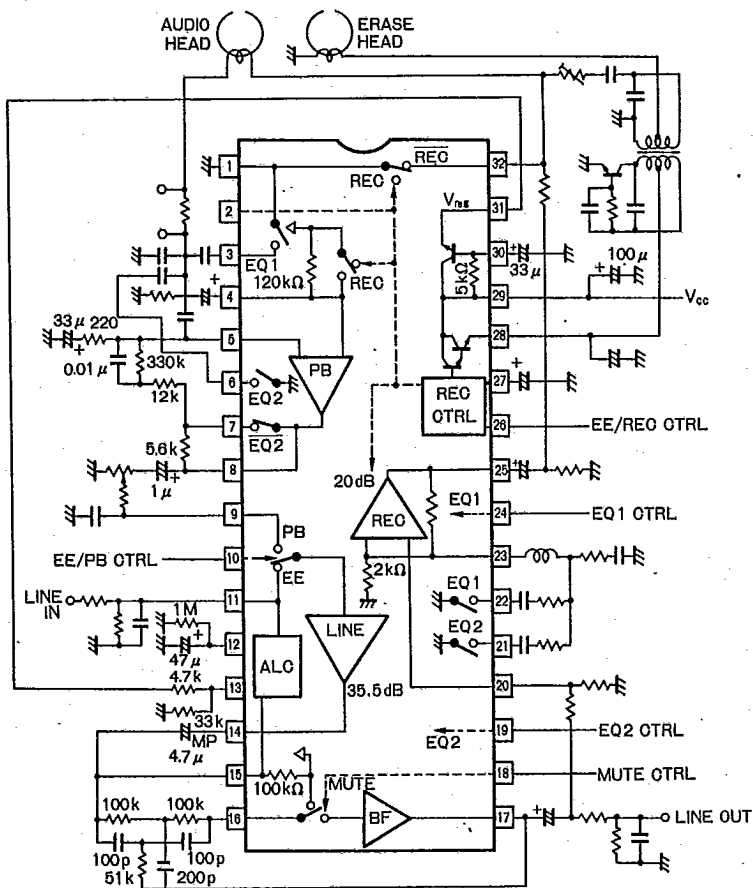 AUDIO HEAD
ERASE HEAD
1
REC
REC
32
2
Vreg
31
3
EQ1
REC
120kΩ
5kΩ
30
33μ
100μ
4
29
Vcc
33μ
220
5
28
0.01μ
330k
6
EQ2
PB
REC CTRL
27
12k
7
EQ2
26
EE/REC CTRL
5.6k
8
1μ
20dB
25
9
PB
REC
EQ1
24
EQ1 CTRL
EE/PB CTRL
10
EE
2kΩ
23
LINE IN
11
EQ1
22
1M
12
LINE
EQ2
21
47μ
ALC
4.7k
13
35.5dB
20
33k
14
MP
4.7μ
EQ2
19
EQ2 CTRL
15
100kΩ
MUTE
18
MUTE CTRL
100k
100k
16
BF
17
LINE OUT
100p
100p
51k
200p